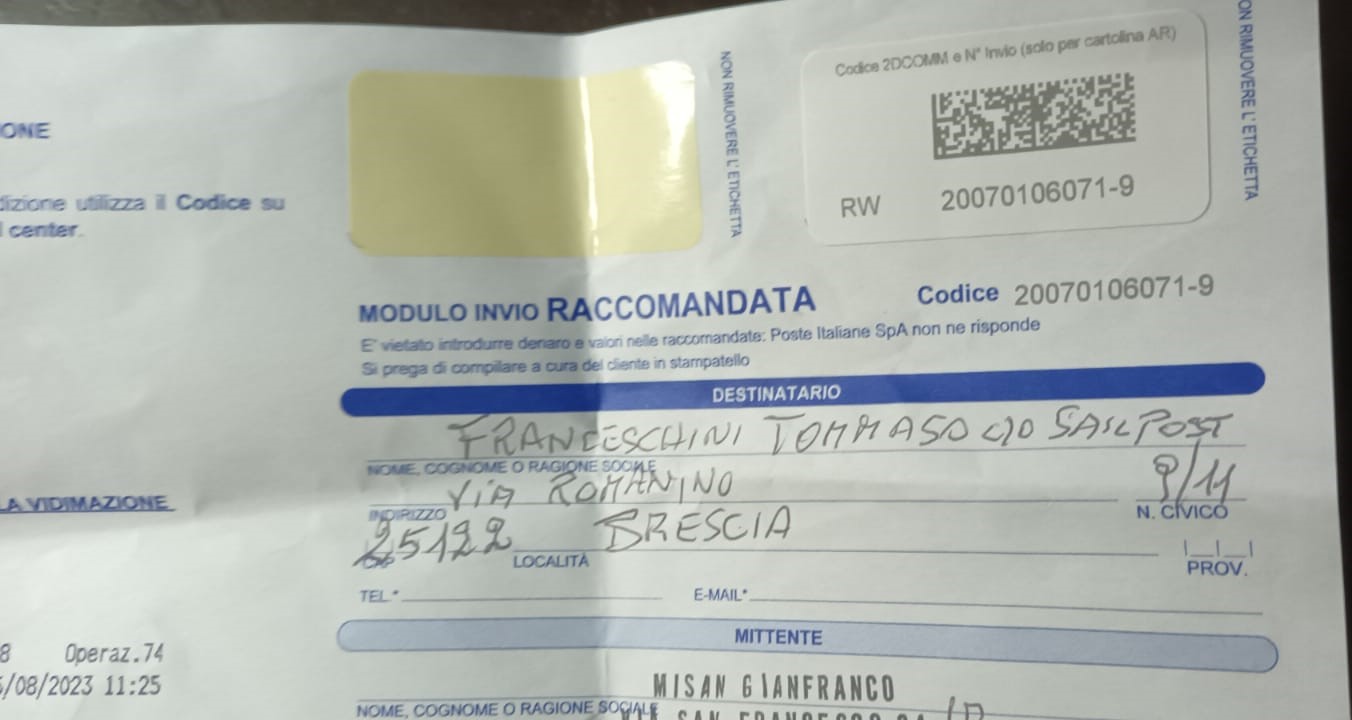 NON RIMUOVERE L'ETICHETTA
Codice 2DCOMM e N° Invio (solo per cartolina AR)
RW 20070106071-9
NON RIMUOVERE L'ETICHETTA
ONE
dizione utilizza il Codice su
center.
MODULO INVIO RACCOMANDATA Codice 20070106071-9
E' vietato introdurre denaro e valori nelle raccomandate: Poste Italiane SpA non ne risponde
Si prega di compilare a cura del cliente in stampatello
DESTINATARIO
FRANCESCHINI TOMMASO C/O SAILPOST
NOME, COGNOME O RAGIONE SOCIALE
VIA ROMANINO 9/11
INDIRIZZO N. CIVICO
LA VIDIMAZIONE
25122 BRESCIA
CAP LOCALITÀ PROV.
TEL* E-MAIL*
MITTENTE
8 Operaz.74
/08/2023 11:25
MISAN GIANFRANCO
NOME, COGNOME O RAGIONE SOCIALE
SAN FRANCESCO